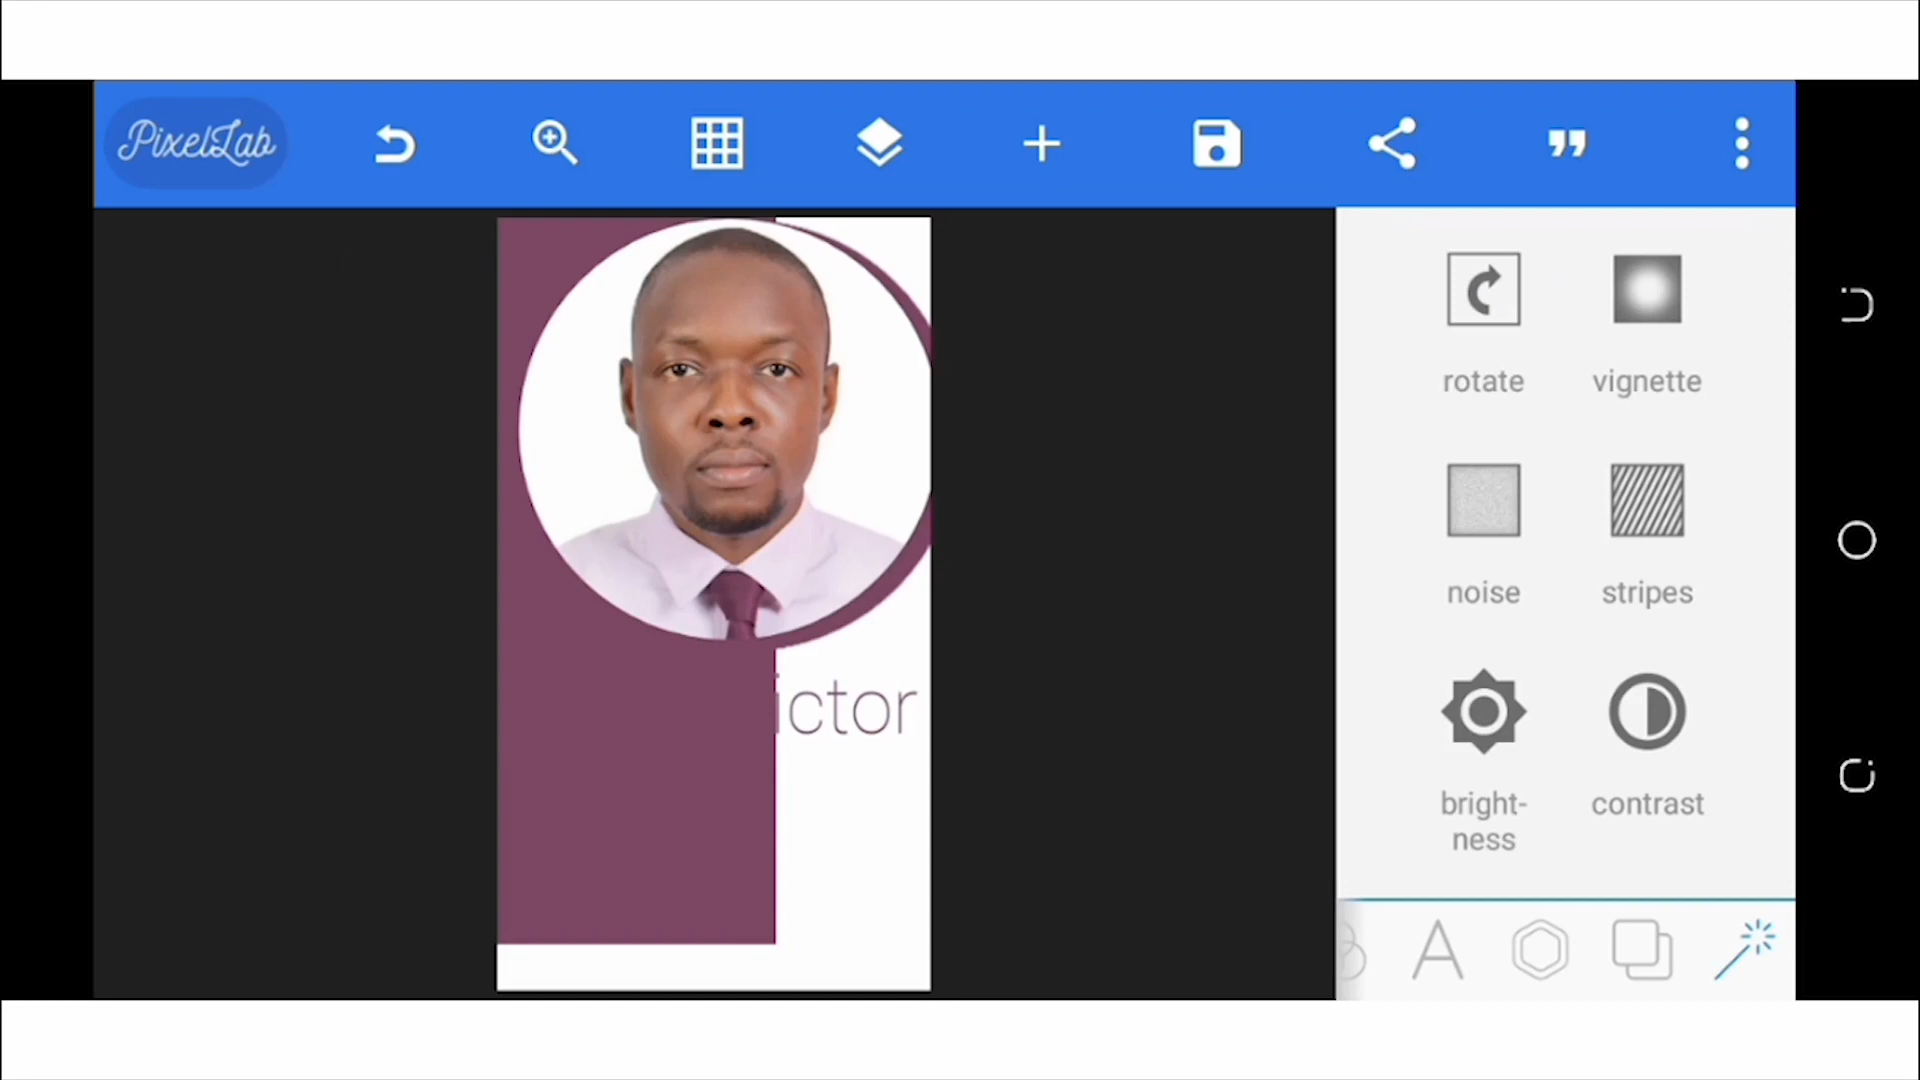 PixelLab
rotate
vignette
noise
stripes
ictor
bright-
ness
contrast